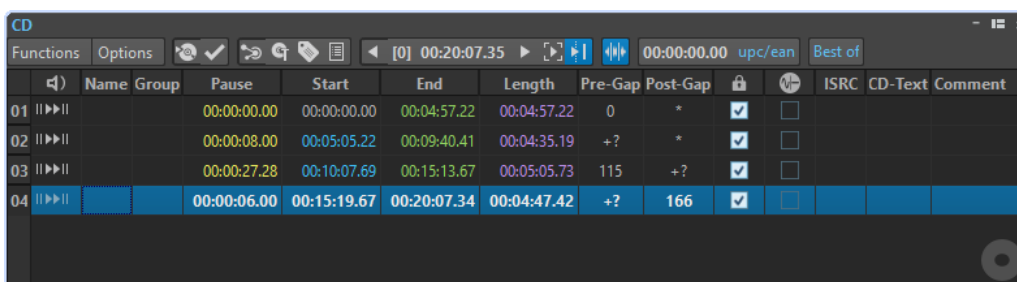 CD
Functions Options [0] 00:20:07.35 00:00:00.00 upc/ean Best of
Name Group Pause Start End Length Pre-Gap Post-Gap ISRC CD-Text Comment
01 00:00:00.00 00:00:00.00 00:04:57.22 00:04:57.22 0 *
02 00:00:08.00 00:05:05.22 00:09:40.41 00:04:35.19 +? *
03 00:00:27.28 00:10:07.69 00:15:13.67 00:05:05.73 115 +?
04 00:00:06.00 00:15:19.67 00:20:07.34 00:04:47.42 +? 166